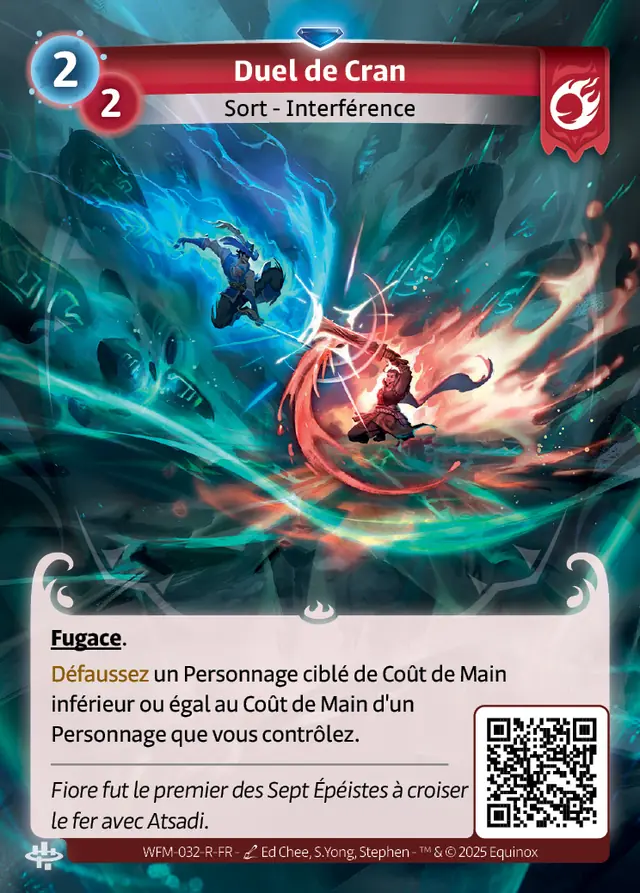 2
2
Duel de Cran
Sort - Interférence
Fugace.
Défaussez un Personnage ciblé de Coût de Main
inférieur ou égal au Coût de Main d'un
Personnage que vous contrôlez.
Fiore fut le premier des Sept Épéistes à croiser
le fer avec Atsadi.
WFM-032-R-FR - Ed Chee, S.Yong, Stephen - ™ & © 2025 Equinox